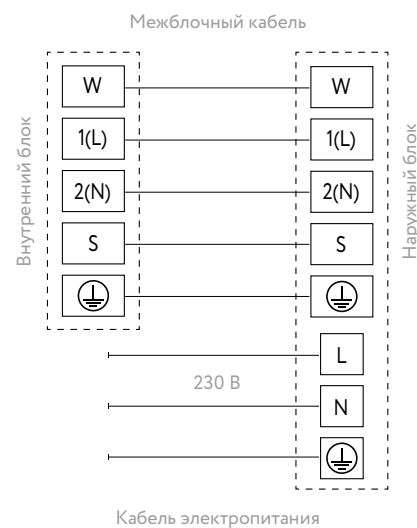 Межблочный кабель
Внутренний блок
Наружный блок
W W
1(L) 1(L)
2(N) 2(N)
S S
L
230 В
N
Кабель электропитания